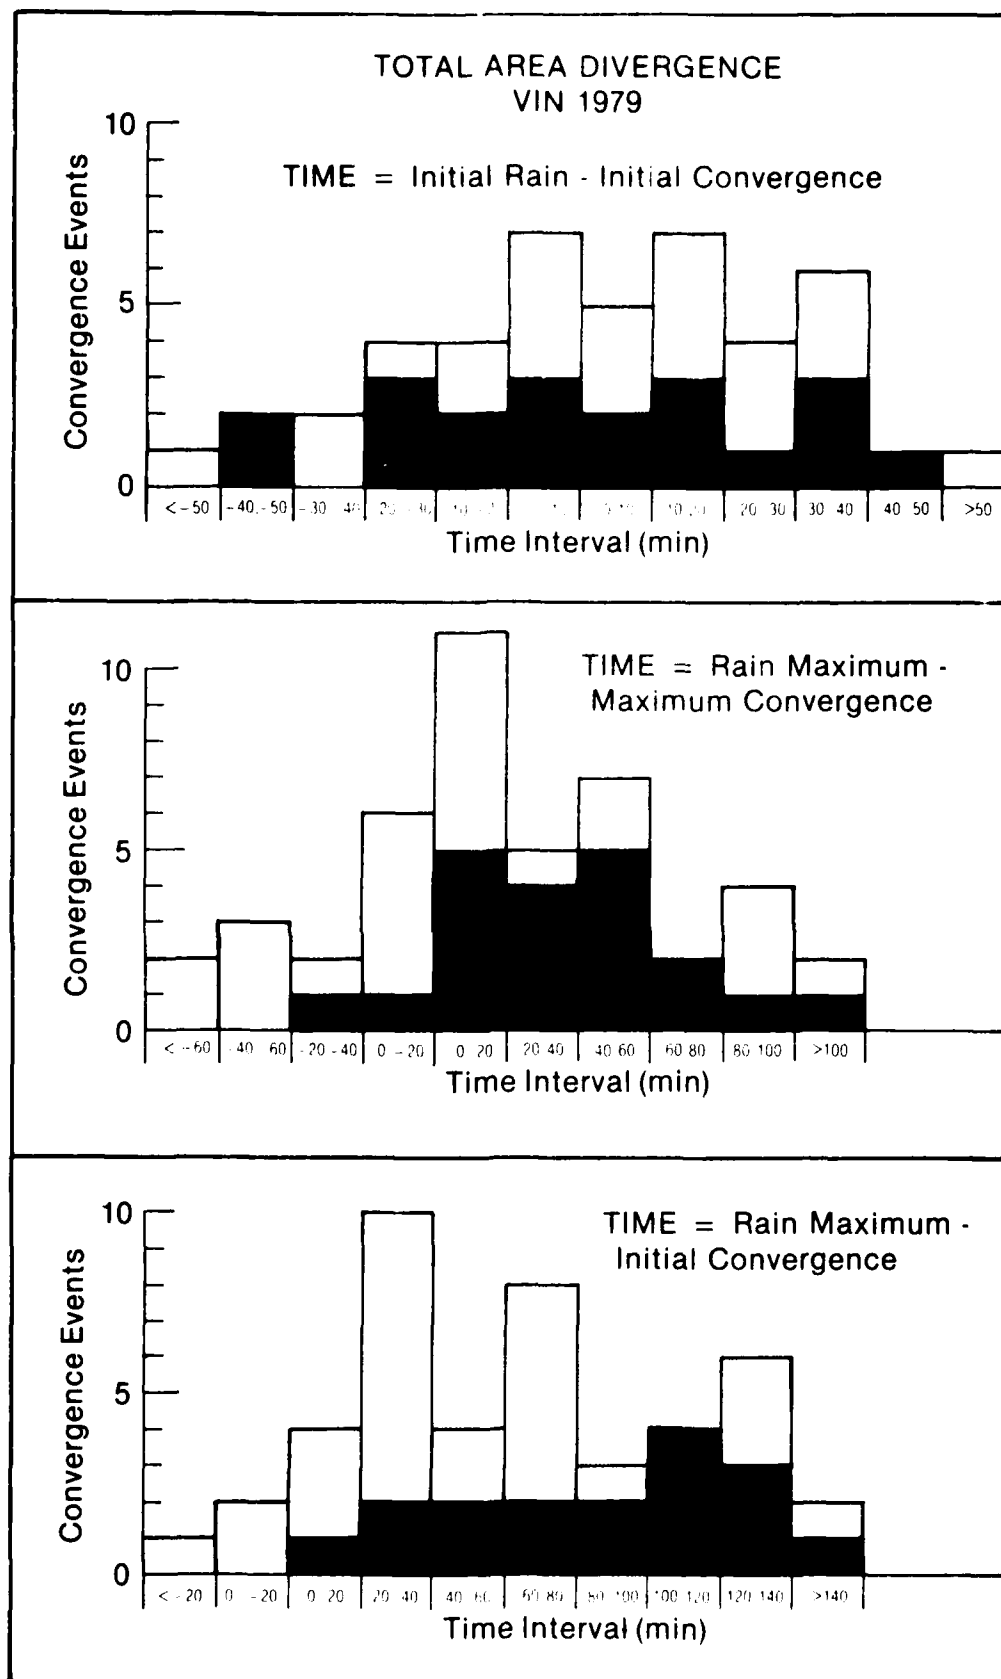 TOTAL AREA DIVERGENCE
VIN 1979
TIME = Initial Rain - Initial Convergence
Convergence Events
10
5
0
<-50 -40,-50 -30 40 20 30 10 20 30 30 40 40 50 >50
Time Interval (min)
TIME = Rain Maximum -
Maximum Convergence
Convergence Events
10
5
0
< -60 -40 60 -20 -40 0 -20 0 20 20 40 40 60 60 80 80 100 >100
Time Interval (min)
TIME = Rain Maximum -
Initial Convergence
Convergence Events
10
5
0
< -20 0 -20 0 20 20 40 40 60 60 80 80 100 100 120 120 140 >140
Time Interval (min)